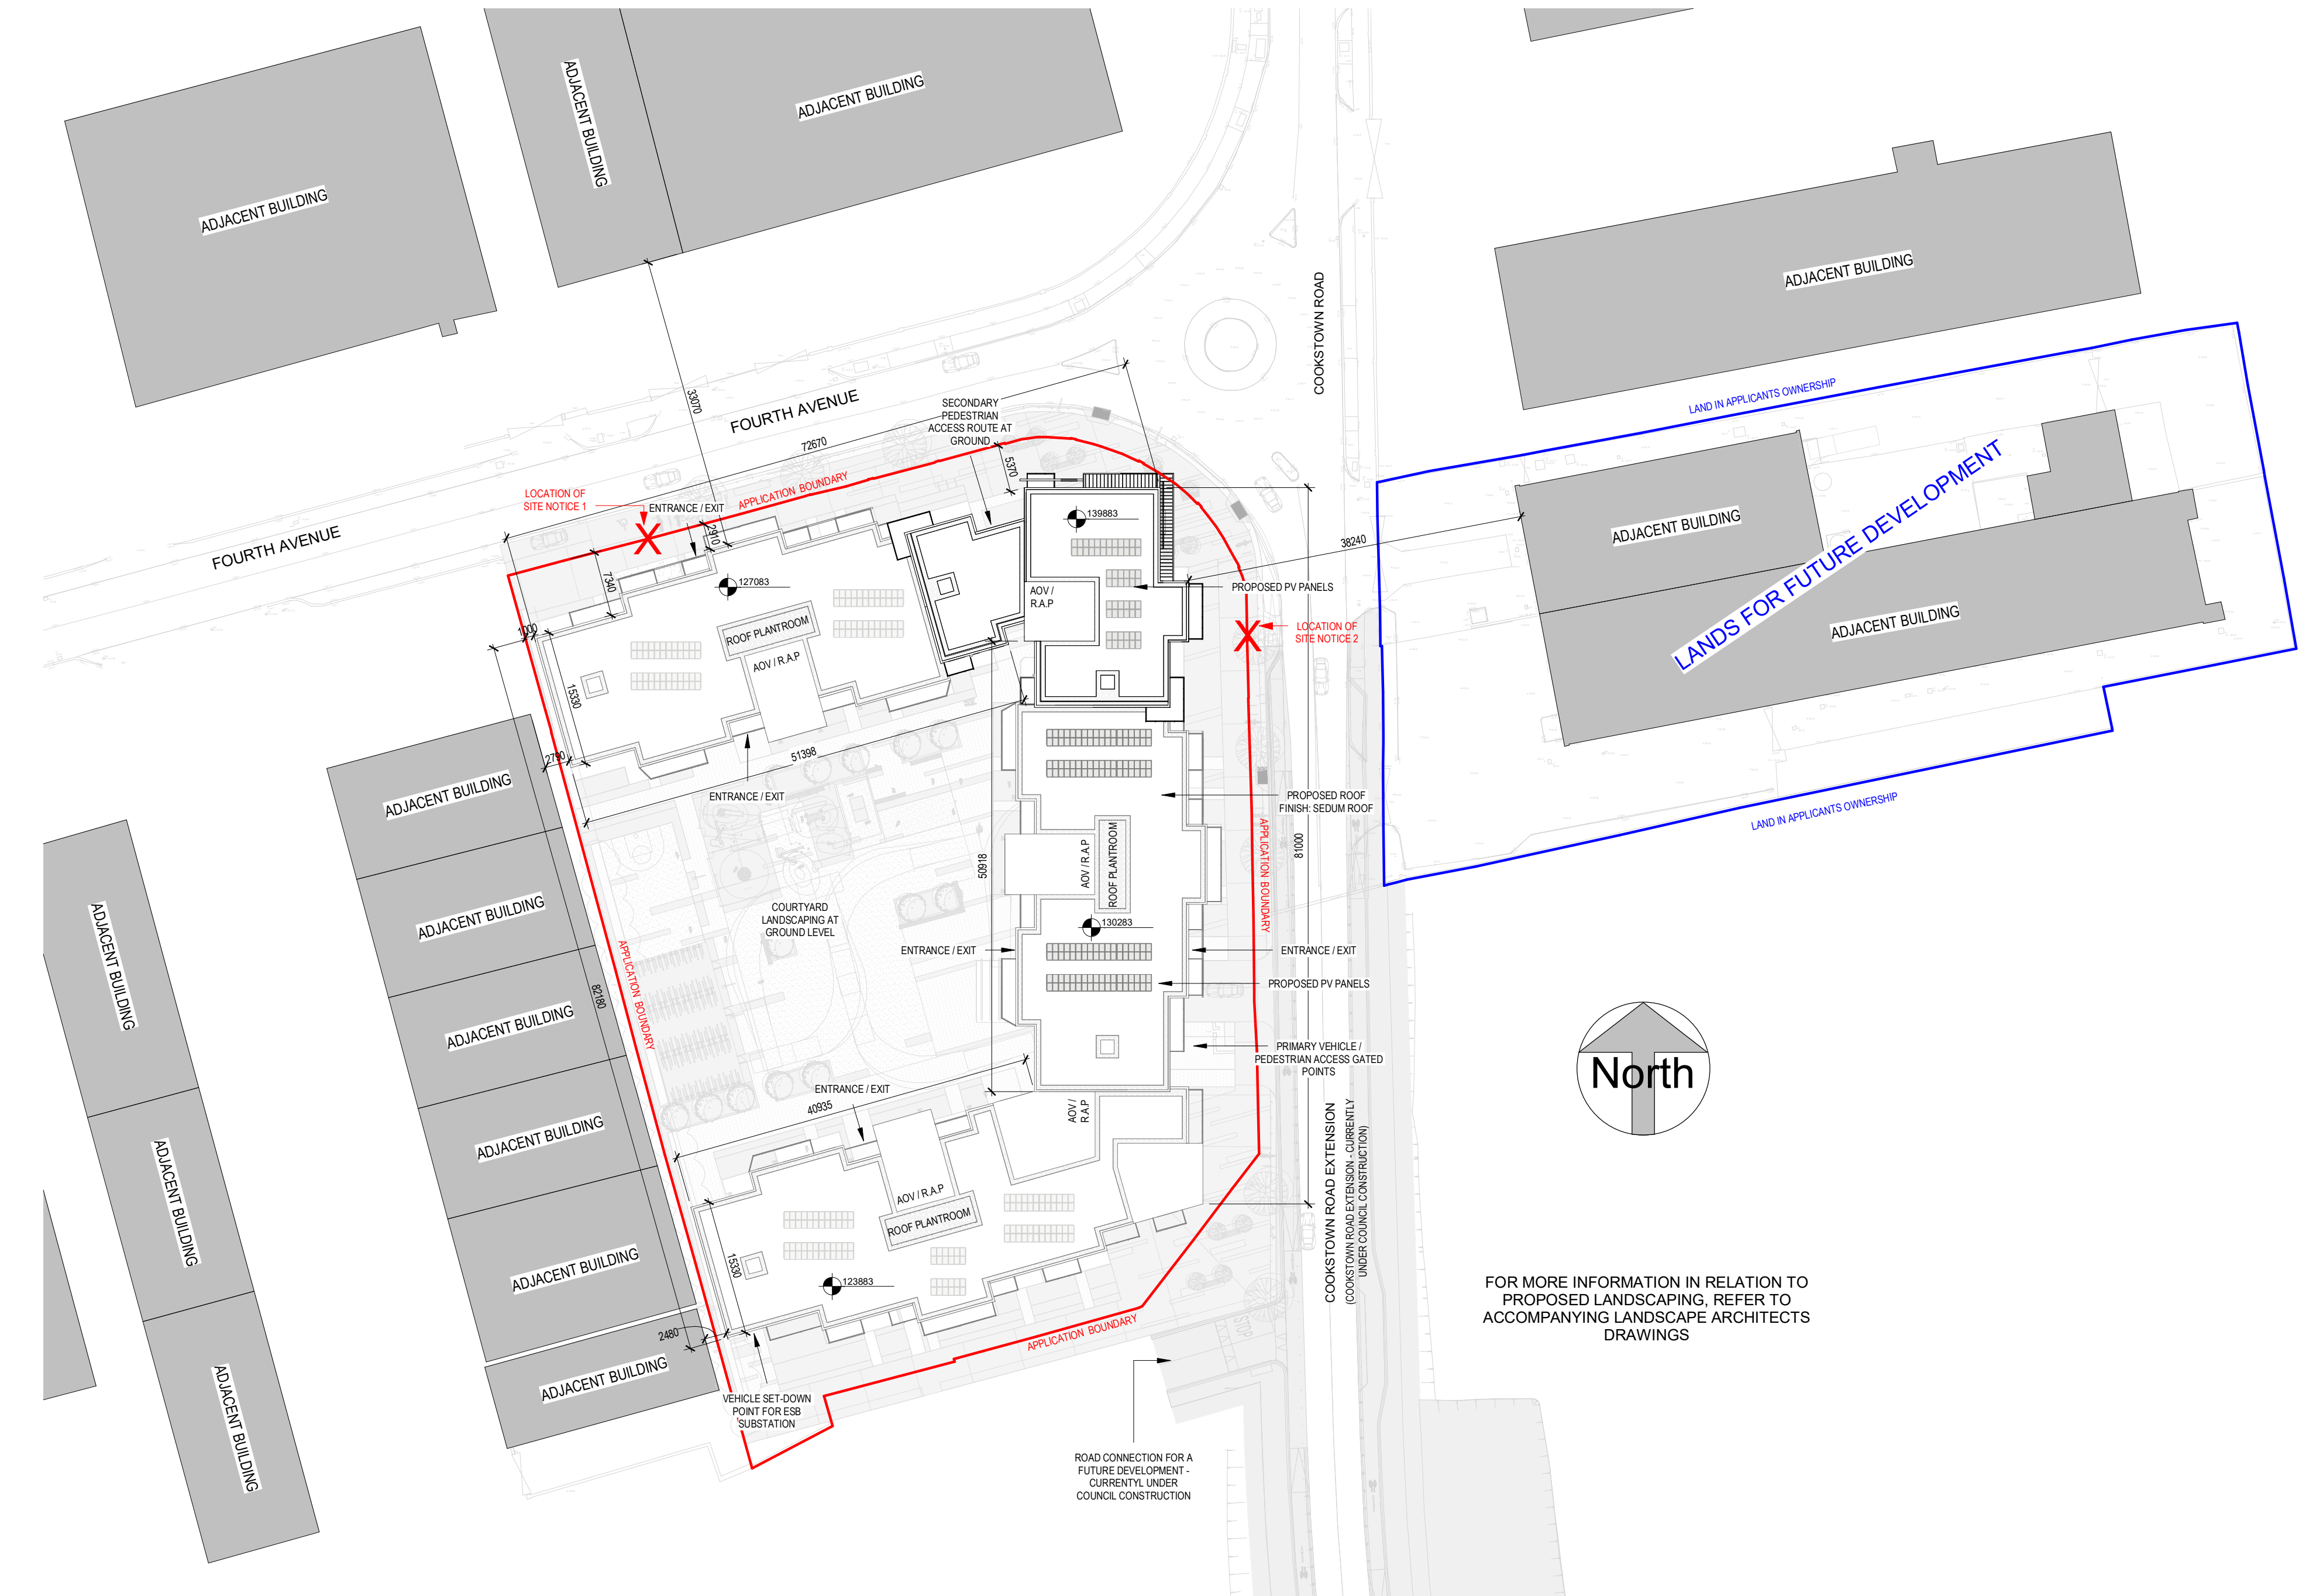 ADJACENT BUILDING
ADJACENT BUILDING
ADJACENT BUILDING
ADJACENT BUILDING
COOKSTOWN ROAD
33070
FOURTH AVENUE
72670
SECONDARY
PEDESTRIAN
ACCESS ROUTE AT
GROUND
5370
LAND IN APPLICANTS OWNERSHIP
LOCATION OF
SITE NOTICE 1
X
ENTRANCE / EXIT
APPLICATION BOUNDARY
2910
FOURTH AVENUE
139883
38240
ADJACENT BUILDING
LANDS FOR FUTURE DEVELOPMENT
ADJACENT BUILDING
7340
127083
AOV /
R.A.P
PROPOSED PV PANELS
1000
ROOF PLANTROOM
AOV / R.A.P
LOCATION OF
SITE NOTICE 2
X
15330
2790
51398
ENTRANCE / EXIT
ADJACENT BUILDING
PROPOSED ROOF
FINISH: SEDUM ROOF
LAND IN APPLICANTS OWNERSHIP
APPLICATION BOUNDARY
81000
50918
AOV / R.A.P
ROOF PLANTROOM
COURTYARD
LANDSCAPING AT
GROUND LEVEL
ADJACENT BUILDING
130283
ENTRANCE / EXIT
ENTRANCE / EXIT
ADJACENT BUILDING
APPLICATION BOUNDARY
82180
PROPOSED PV PANELS
ADJACENT BUILDING
PRIMARY VEHICLE /
PEDESTRIAN ACCESS GATED
POINTS
North
ENTRANCE / EXIT
40935
AOV /
R.A.P
ADJACENT BUILDING
ADJACENT BUILDING
COOKSTOWN ROAD EXTENSION
(COOKSTOWN ROAD EXTENSION - CURRENTLY
UNDER COUNCIL CONSTRUCTION)
AOV / R.A.P
ROOF PLANTROOM
15330
123883
ADJACENT BUILDING
FOR MORE INFORMATION IN RELATION TO
PROPOSED LANDSCAPING, REFER TO
ACCOMPANYING LANDSCAPE ARCHITECTS
DRAWINGS
2480
APPLICATION BOUNDARY
STOP
ADJACENT BUILDING
ADJACENT BUILDING
VEHICLE SET-DOWN
POINT FOR ESB
SUBSTATION
ROAD CONNECTION FOR A
FUTURE DEVELOPMENT -
CURRENTYL UNDER
COUNCIL CONSTRUCTION